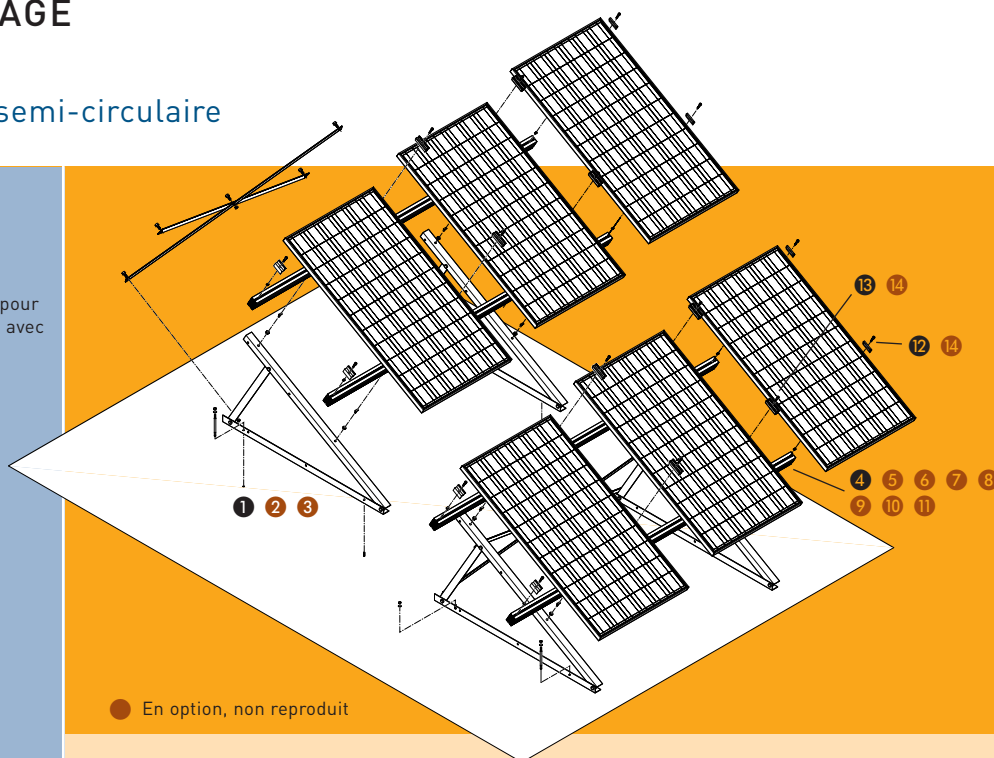 AGE
semi-circulaire
pour
avec
13 14
12 14
4 5 6 7 8
9 10 11
1 2 3
En option, non reproduit